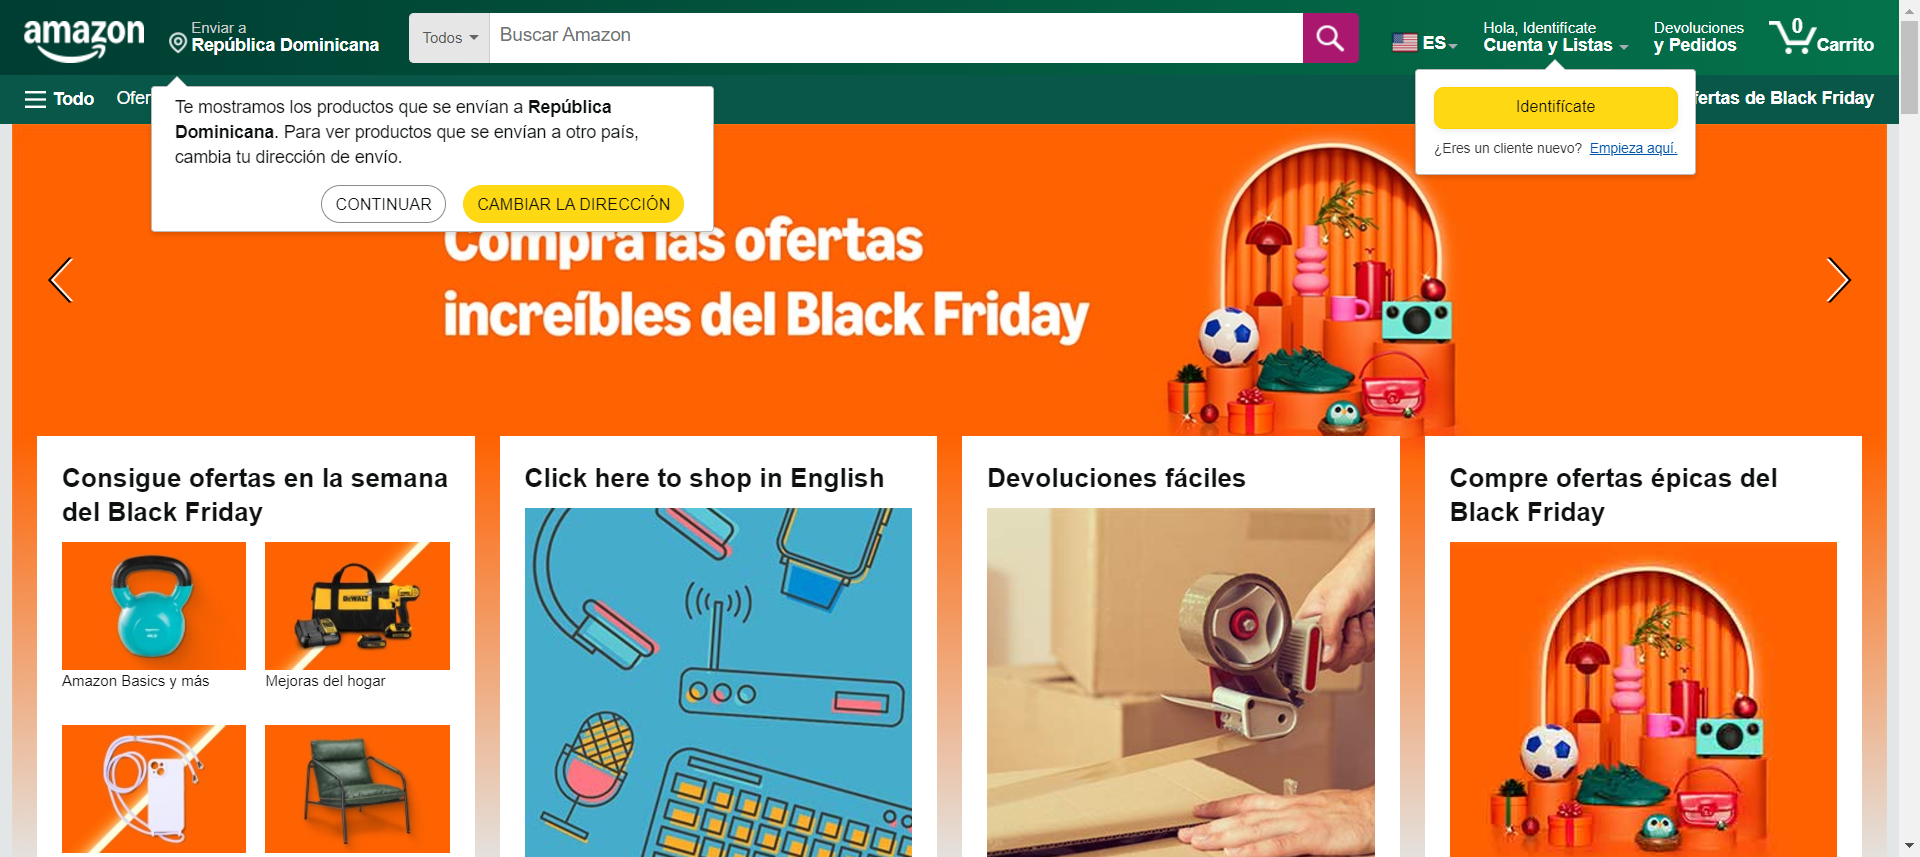 amazon
Enviar a
República Dominicana
Todos
Buscar Amazon
ES
Hola, Identifícate
Cuenta y Listas
Devoluciones
y Pedidos
0
Carrito
Todo
Ofer
fertas de Black Friday
Te mostramos los productos que se envían a República
Dominicana. Para ver productos que se envían a otro país,
cambia tu dirección de envío.
CONTINUAR
CAMBIAR LA DIRECCIÓN
Identifícate
¿Eres un cliente nuevo? Empieza aquí.
Compra las ofertas
increíbles del Black Friday
Consigue ofertas en la semana
del Black Friday
DEWALT
Amazon Basics y más
Mejoras del hogar
Click here to shop in English
Devoluciones fáciles
Compre ofertas épicas del
Black Friday